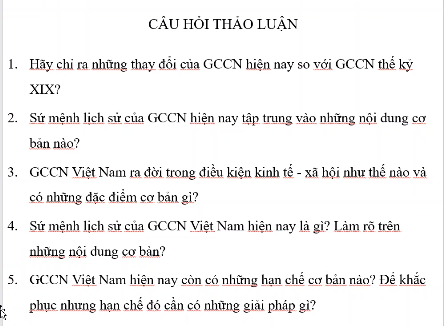 CÂU HỎI THẢO LUẬN
1. Hãy chỉ ra những thay đổi của GCCN hiện nay so với GCCN thế kỷ
XIX?
2. Sứ mệnh lịch sử của GCCN hiện nay tập trung vào những nội dung cơ
bản nào?
3. GCCN Việt Nam ra đời trong điều kiện kinh tế - xã hội như thế nào và
có những đặc điểm cơ bản gì?
4. Sứ mệnh lịch sử của GCCN Việt Nam hiện nay là gì? Làm rõ trên
những nội dung cơ bản?
5. GCCN Việt Nam hiện nay còn có những hạn chế cơ bản nào? Để khắc
phục nhưng hạn chế đó cần có những giải pháp gì?